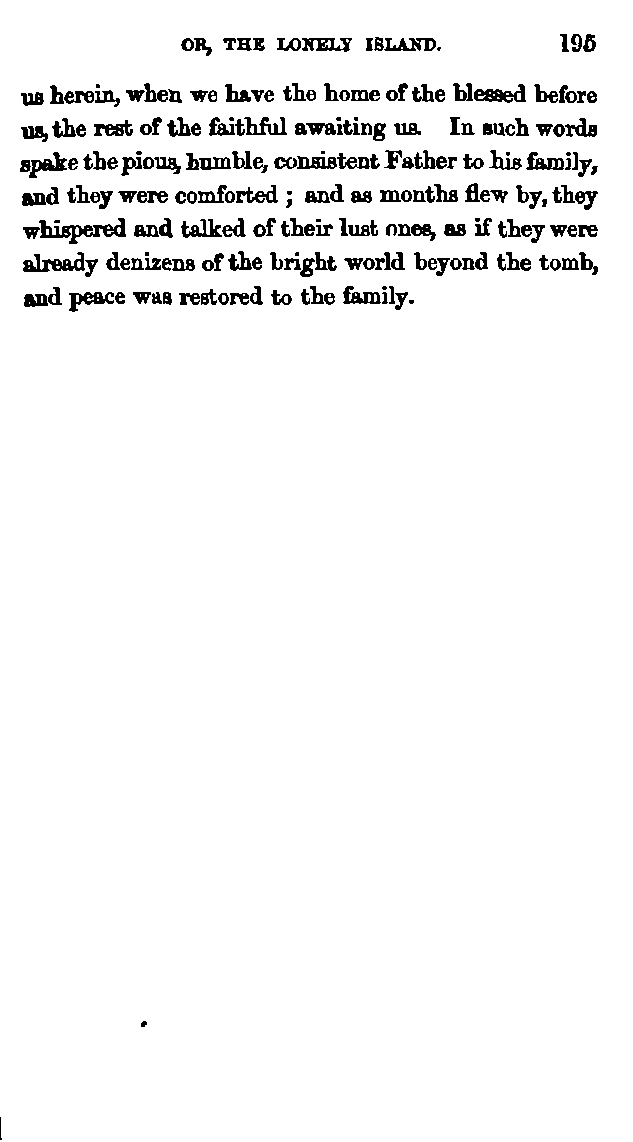 OR, THE LONELY ISLAND. 195
us herein, when we have the home of the blessed before
us, the rest of the faithful awaiting us. In such words
spake the pious, humble, consistent Father to his family,
and they were comforted ; and as months flew by, they
whispered and talked of their lust ones, as if they were
already denizens of the bright world beyond the tomb,
and peace was restored to the family.